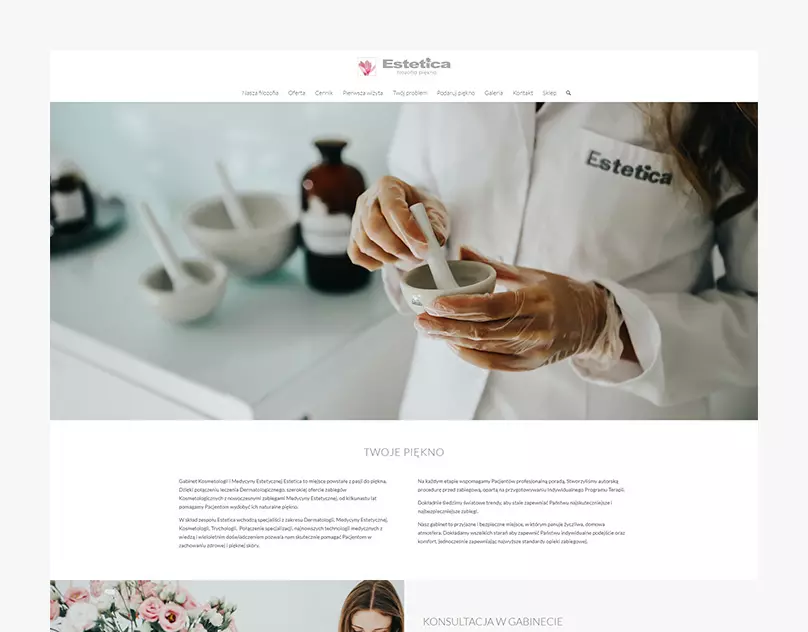 Estetica
filozofia piękna
Nasza filozofia Oferta Cennik Pierwsza wizyta Twój problem Podaruj piękno Galeria Kontakt Sklep
Estetica
TWOJE PIĘKNO
Gabinet Kosmetologii i Medycyny Estetycznej Estetica to miejsce powstałe z pasji do piękna.
Dzięki połączeniu leczenia Dermatologicznego, szerokiej ofercie zabiegów
Kosmetologicznych z nowoczesnymi zabiegami Medycyny Estetycznej, od kilkunastu lat
pomagamy Pacjentom wydobyć ich naturalne piękno.
W skład zespołu Estetica wchodzą specjaliści z zakresu Dermatologii, Medycyny Estetycznej,
Kosmetologii, Trychologii. Połączenie specjalizacji, najnowszych technologii medycznych z
wiedzą i wieloletnim doświadczeniem pozwala nam skutecznie pomagać Pacjentom w
zachowaniu zdrowej i pięknej skóry.
Na każdym etapie wspomagamy Pacjentów profesjonalną poradą. Stworzyliśmy autorską
procedurę przed zabiegową, opartą na przygotowywaniu Indywidualnego Programu Terapii.
Dokładnie śledzimy światowe trendy, aby stale zapewniać Państwu najskuteczniejsze i
najbezpieczniejsze zabiegi.
Nasz gabinet to przyjazne i bezpieczne miejsce, w którym panuje życzliwa, domowa
atmosfera. Dokładamy wszelkich starań aby zapewnić Państwu indywidualne podejście oraz
komfort, jednocześnie zapewniając najwyższe standardy opieki zabiegowej.
KONSULTACJA W GABINECIE